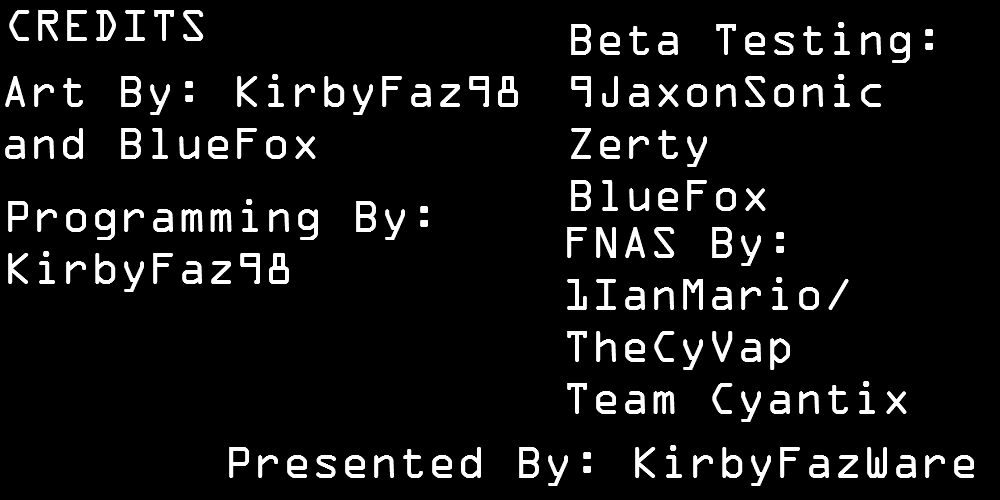 CREDITS
Art By: KirbyFaz98
and BlueFox
Programming By:
KirbyFaz98
Beta Testing:
9JaxonSonic
Zerty
BlueFox
FNAS By:
1IanMario/
TheCyVap
Team Cyantix
Presented By: KirbyFazWare